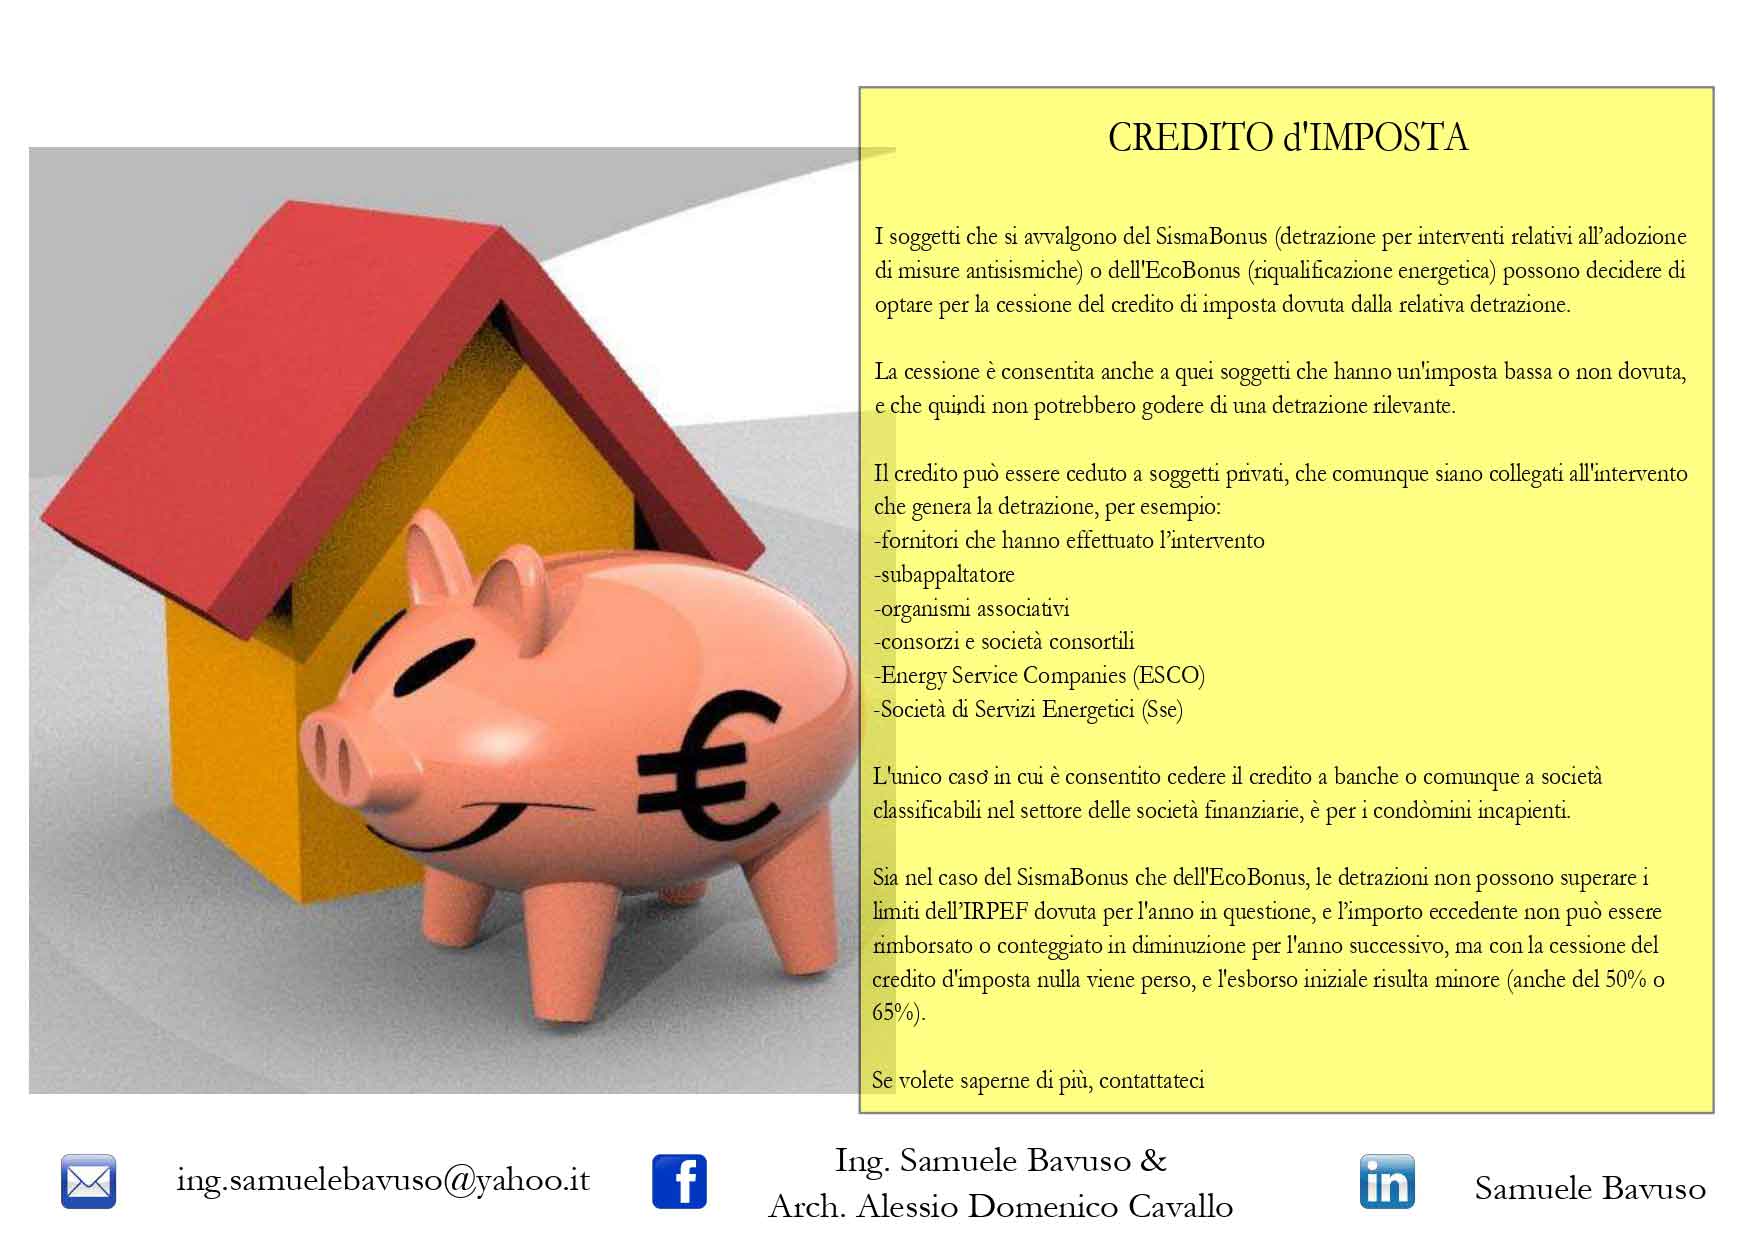 CREDITO d'IMPOSTA
I soggetti che si avvalgono del SismaBonus (detrazione per interventi relativi all’adozione
di misure antisismiche) o dell'EcoBonus (riqualificazione energetica) possono decidere di
optare per la cessione del credito di imposta dovuta dalla relativa detrazione.
La cessione è consentita anche a quei soggetti che hanno un'imposta bassa o non dovuta,
e che quindi non potrebbero godere di una detrazione rilevante.
Il credito può essere ceduto a soggetti privati, che comunque siano collegati all'intervento
che genera la detrazione, per esempio:
-fornitori che hanno effettuato l’intervento
-subappaltatore
-organismi associativi
-consorzi e società consortili
-Energy Service Companies (ESCO)
-Società di Servizi Energetici (Sse)
L'unico caso in cui è consentito cedere il credito a banche o comunque a società
classificabili nel settore delle società finanziarie, è per i condòmini incapienti.
Sia nel caso del SismaBonus che dell'EcoBonus, le detrazioni non possono superare i
limiti dell’IRPEF dovuta per l'anno in questione, e l’importo eccedente non può essere
rimborsato o conteggiato in diminuzione per l'anno successivo, ma con la cessione del
credito d'imposta nulla viene perso, e l'esborso iniziale risulta minore (anche del 50% o
65%).
Se volete saperne di più, contattateci
€
ing.samuelebavuso@yahoo.it
f
Ing. Samuele Bavuso &
Arch. Alessio Domenico Cavallo
in
Samuele Bavuso